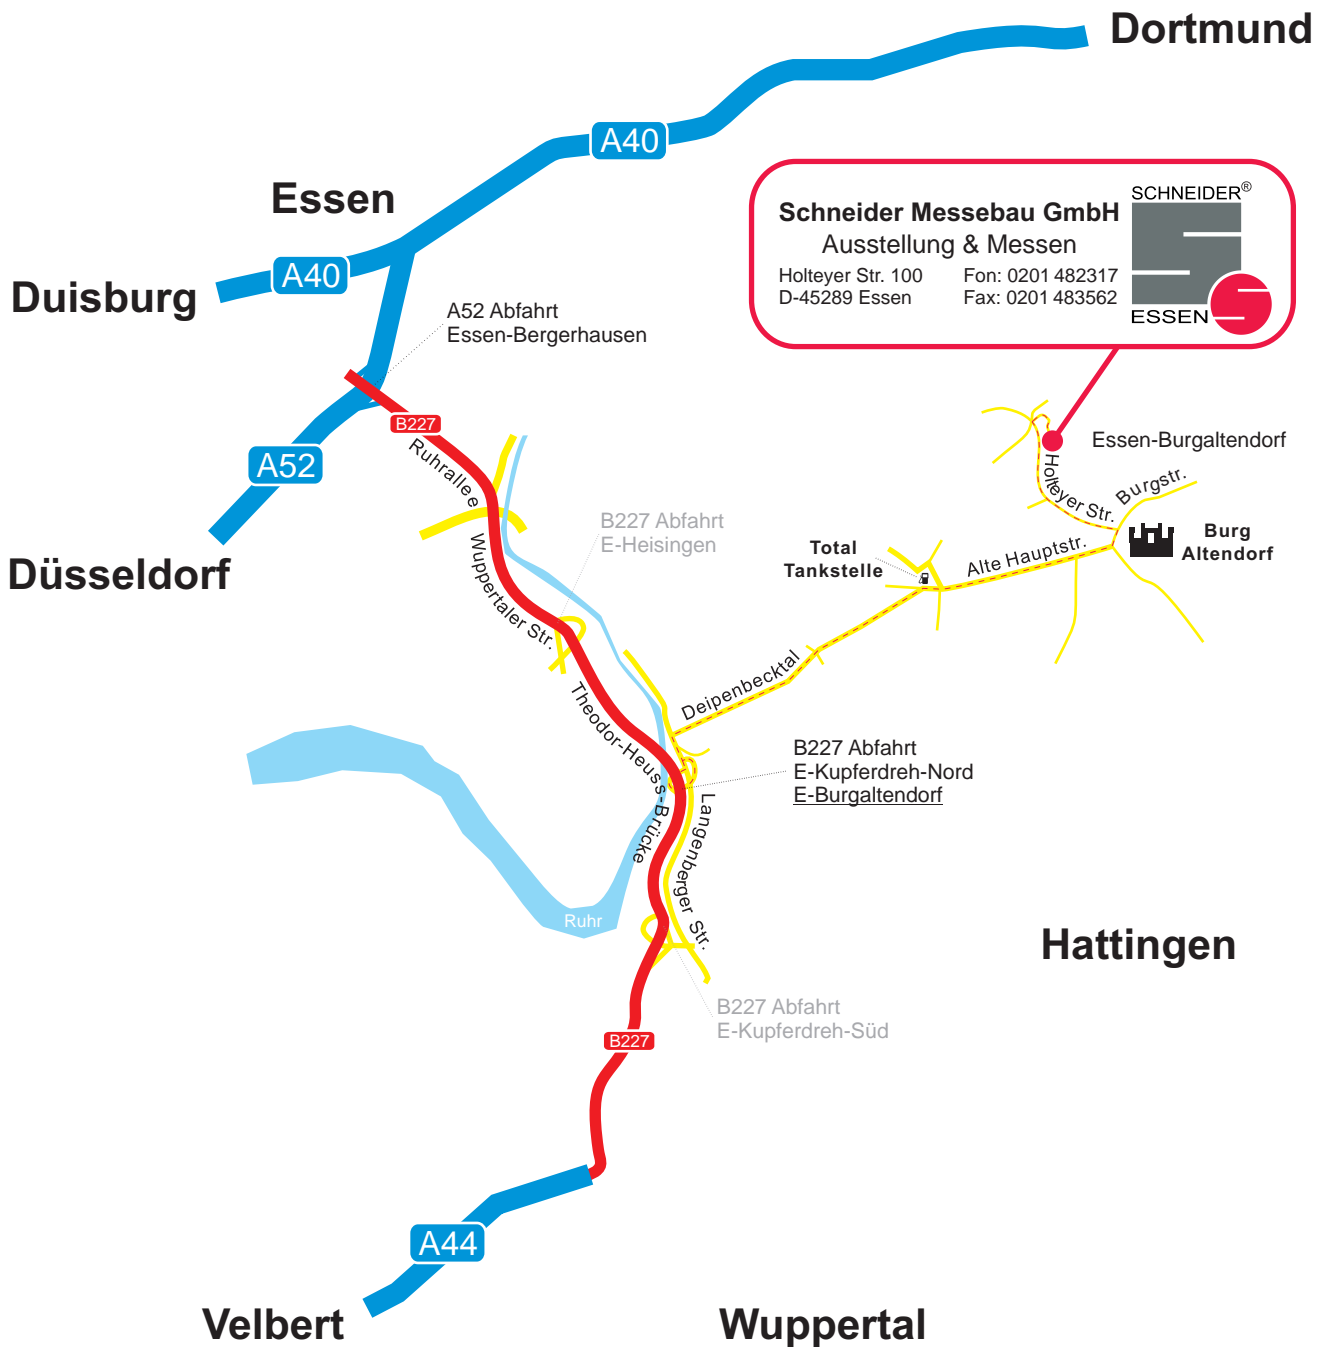 Dortmund
A40
Essen
A40
Duisburg
Schneider Messebau GmbH
Ausstellung & Messen
Holteyer Str. 100
Fon: 0201 482317
D-45289 Essen
Fax: 0201 483562
SCHNEIDER®
ESSEN
A52 Abfahrt
Essen-Bergerhausen
B227
Ruhrallee
A52
Düsseldorf
Essen-Burgaltendorf
Holteyer Str.
Burgstr.
Burg
Altendorf
B227 Abfahrt
E-Heisingen
Wuppertaler Str.
Total
Tankstelle
Alte Hauptstr.
Deipenbecktal
Theodor-Heuss-Brücke
B227 Abfahrt
E-Kupferdreh-Nord
E-Burgaltendorf
Langenberger Str.
Ruhr
Hattingen
B227 Abfahrt
E-Kupferdreh-Süd
B227
A44
Velbert
Wuppertal